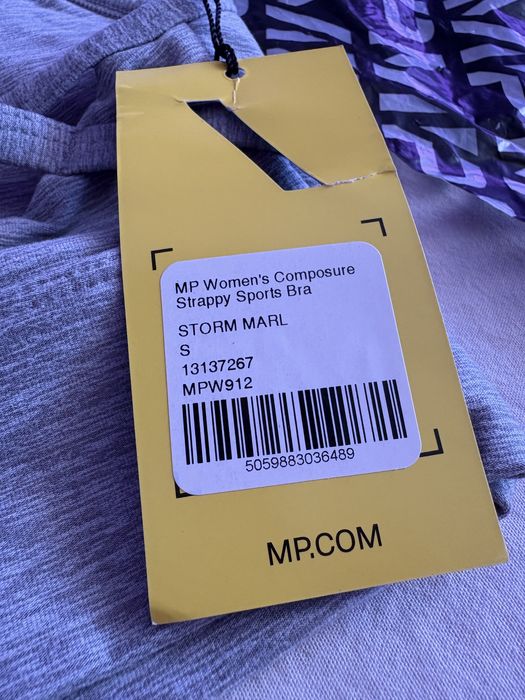 MP Women's Composure
Strappy Sports Bra
STORM MARL
S
13137267
MPW912
5059883036489
MP.COM